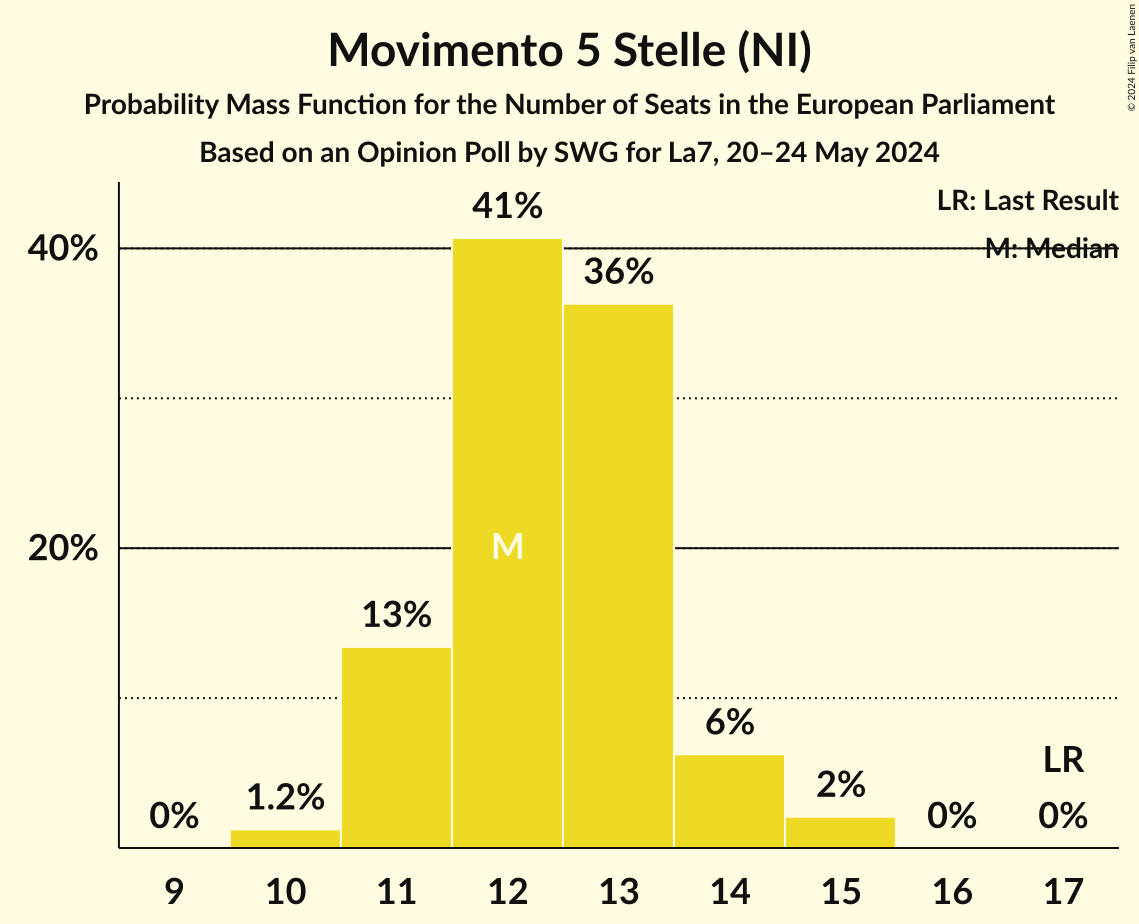 Movimento 5 Stelle (NI)
Probability Mass Function for the Number of Seats in the European Parliament
Based on an Opinion Poll by SWG for La7, 20–24 May 2024
© 2024 Filip van Laenen
LR: Last Result
M: Median
40%
20%
0%
1.2%
13%
41%
M
36%
6%
2%
0%
LR
0%
9 10 11 12 13 14 15 16 17